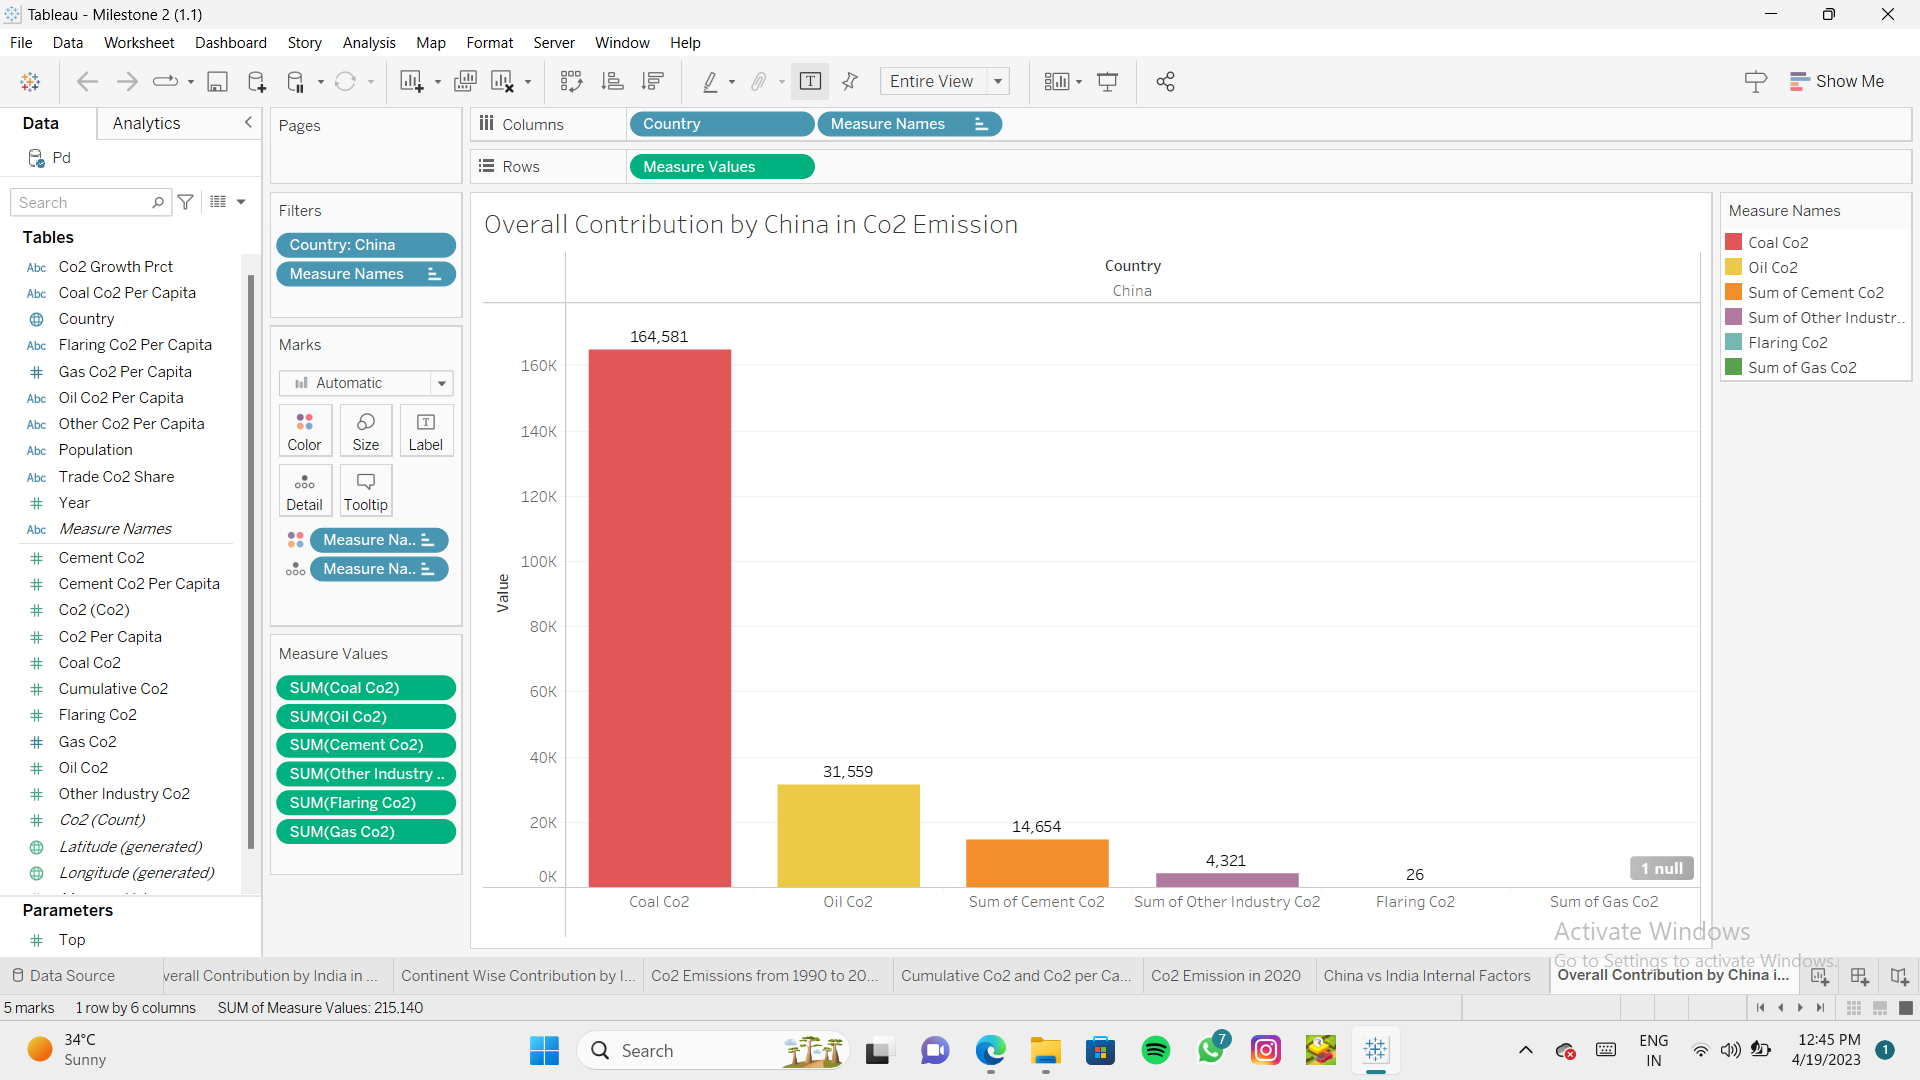 Tableau - Milestone 2 (1.1)
File Data Worksheet Dashboard Story Analysis Map Format Server Window Help
Entire View
Show Me
Data Analytics
Pd
Search
Tables
Abc Co2 Growth Prct
Abc Coal Co2 Per Capita
Country
Abc Flaring Co2 Per Capita
# Gas Co2 Per Capita
Abc Oil Co2 Per Capita
Abc Other Co2 Per Capita
Abc Population
Abc Trade Co2 Share
# Year
Abc Measure Names
# Cement Co2
# Cement Co2 Per Capita
# Co2 (Co2)
# Co2 Per Capita
# Coal Co2
# Cumulative Co2
# Flaring Co2
# Gas Co2
# Oil Co2
# Other Industry Co2
# Co2 (Count)
Latitude (generated)
Longitude (generated)
Parameters
# Top
Pages
Filters
Country: China
Measure Names
Marks
Automatic
Color Size Label
Detail Tooltip
Measure Na..
Measure Na..
Measure Values
SUM(Coal Co2)
SUM(Oil Co2)
SUM(Cement Co2)
SUM(Other Industry ..
SUM(Flaring Co2)
SUM(Gas Co2)
Columns Country Measure Names
Rows Measure Values
Overall Contribution by China in Co2 Emission
Country
China
Value
160K
140K
120K
100K
80K
60K
40K
20K
0K
164,581
31,559
14,654
4,321
26
1 null
Coal Co2 Oil Co2 Sum of Cement Co2 Sum of Other Industry Co2 Flaring Co2 Sum of Gas Co2
Measure Names
Coal Co2
Oil Co2
Sum of Cement Co2
Sum of Other Industr..
Flaring Co2
Sum of Gas Co2
Activate Windows
Go to Settings to activate Windows.
Data Source verall Contribution by India in ... Continent Wise Contribution by I... Co2 Emissions from 1990 to 20... Cumulative Co2 and Co2 per Ca... Co2 Emission in 2020 China vs India Internal Factors Overall Contribution by China i...
5 marks 1 row by 6 columns SUM of Measure Values: 215,140
34°C
Sunny
Search
7
ENG
IN
12:45 PM
4/19/2023
1